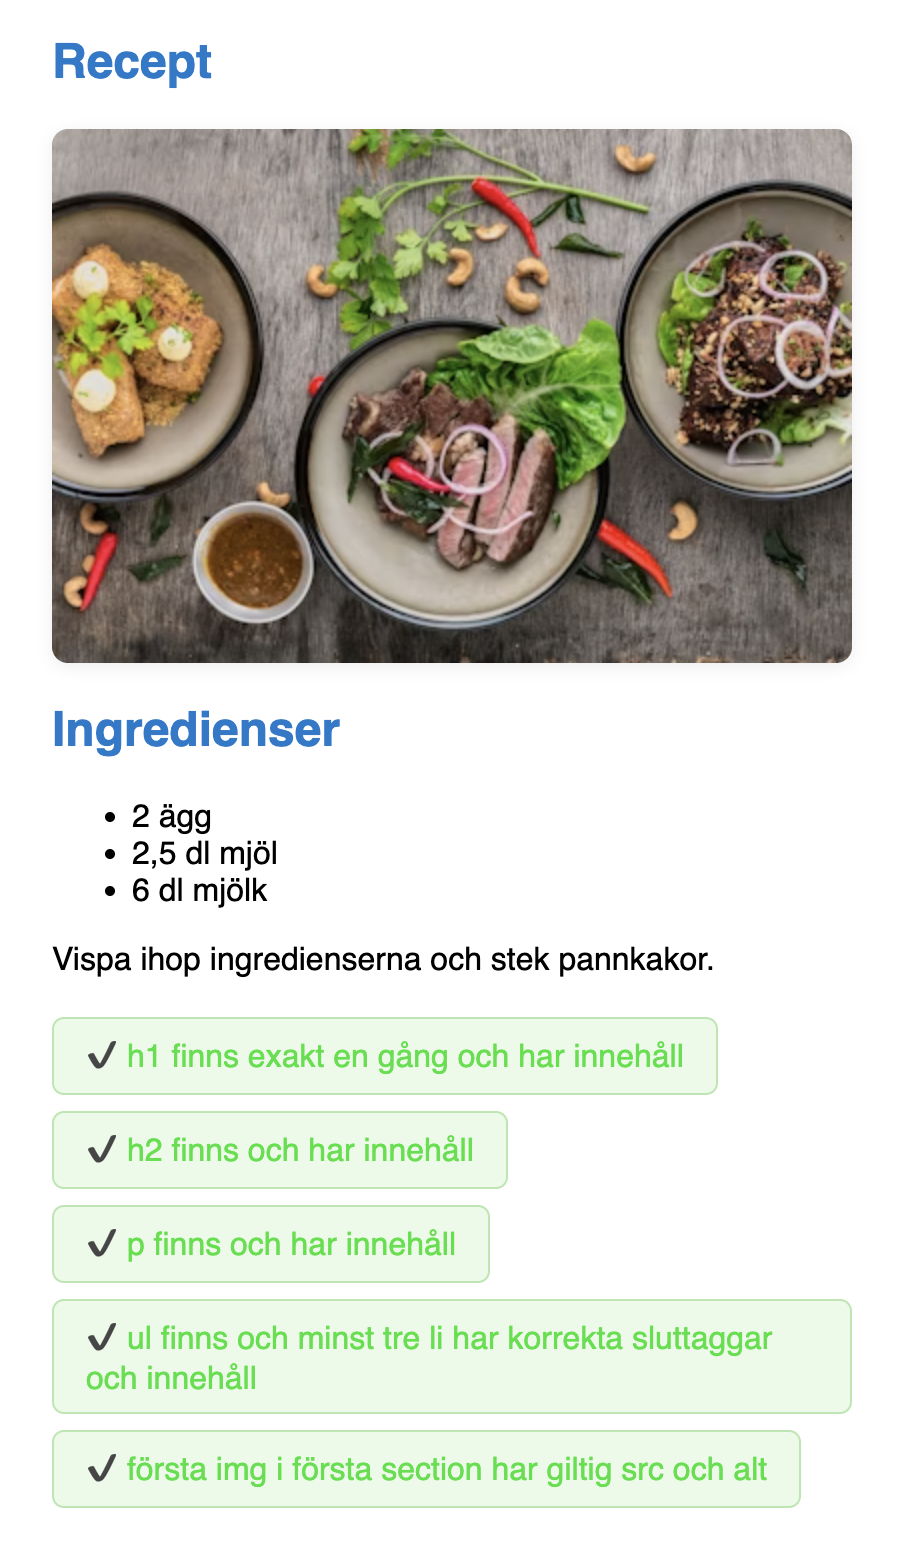 Recept
Ingredienser
• 2 ägg
• 2,5 dl mjöl
• 6 dl mjölk
Vispa ihop ingredienserna och stek pannkakor.
✔ h1 finns exakt en gång och har innehåll
✔ h2 finns och har innehåll
✔ p finns och har innehåll
✔ ul finns och minst tre li har korrekta sluttaggar
och innehåll
✔ första img i första section har giltig src och alt